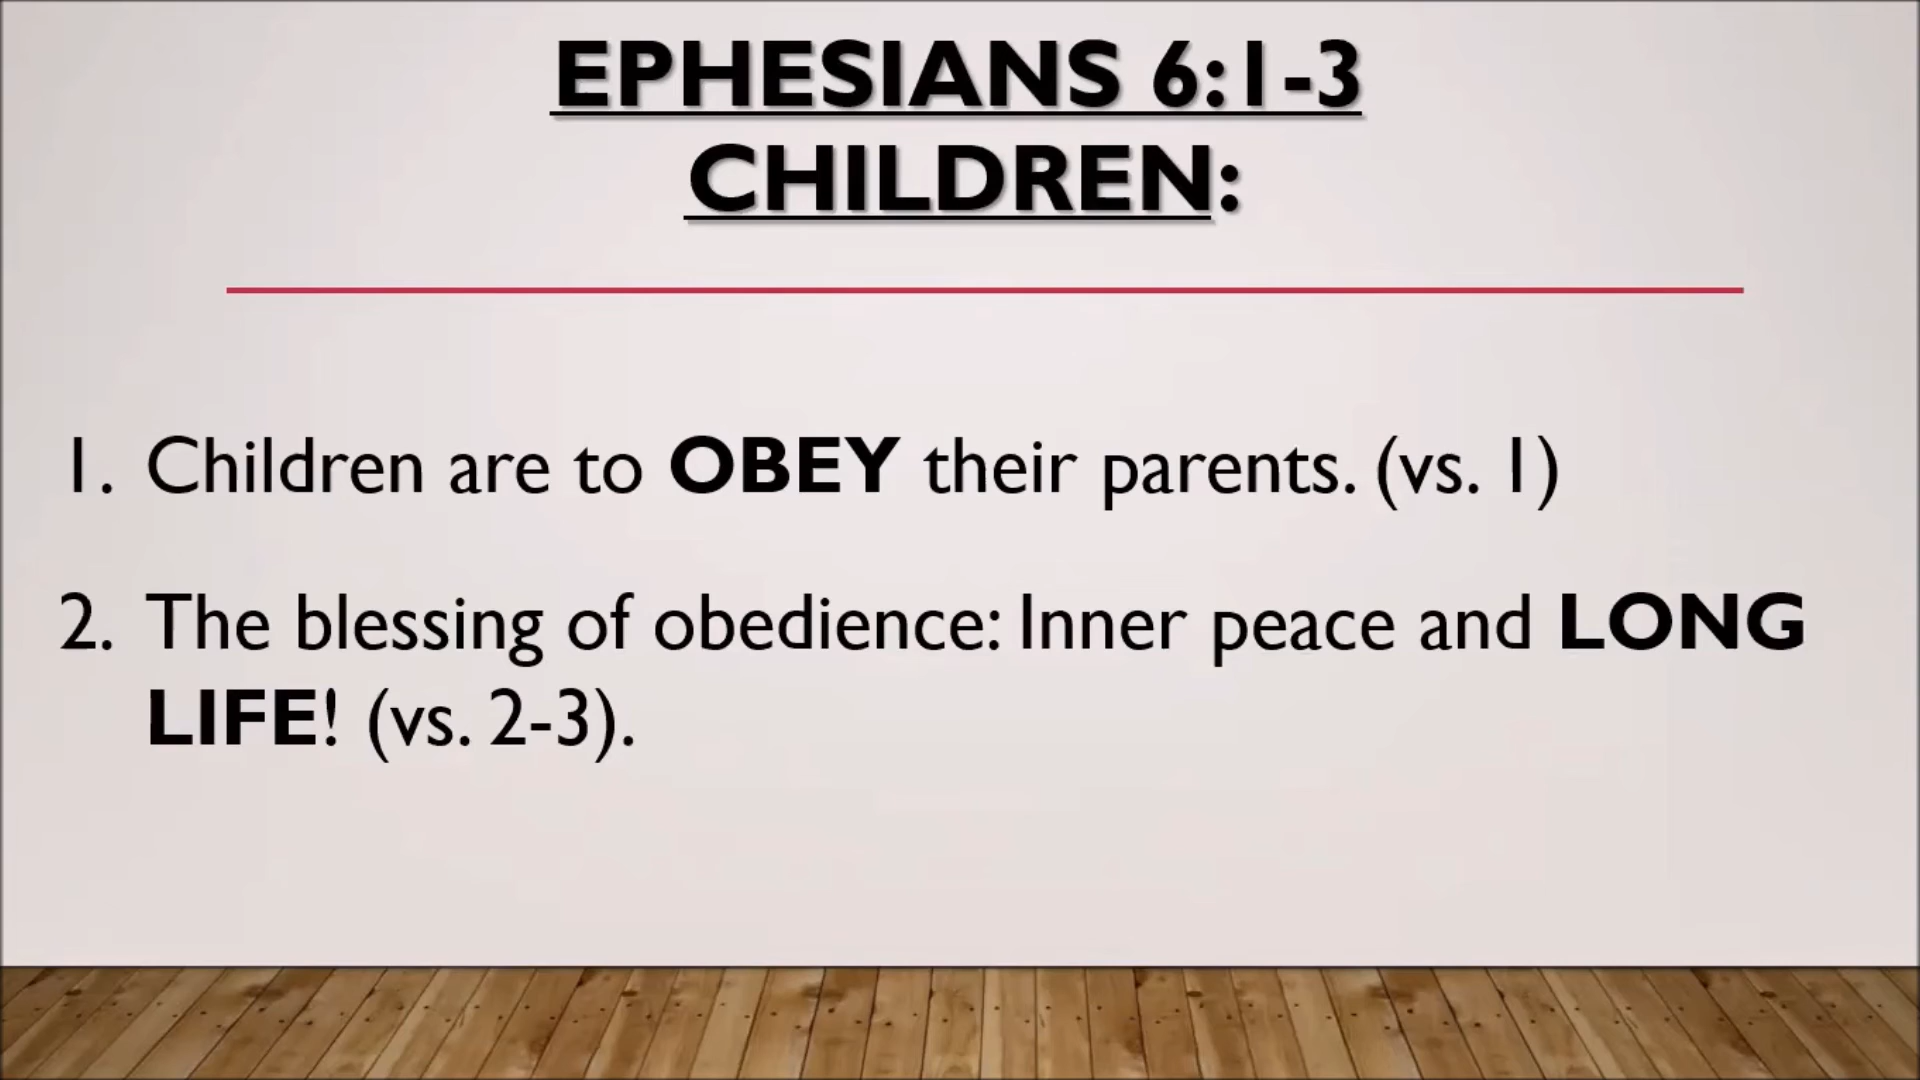 EPHESIANS 6:1-3
CHILDREN:
1. Children are to OBEY their parents. (vs. 1)
2. The blessing of obedience: Inner peace and LONG
LIFE! (vs. 2-3).